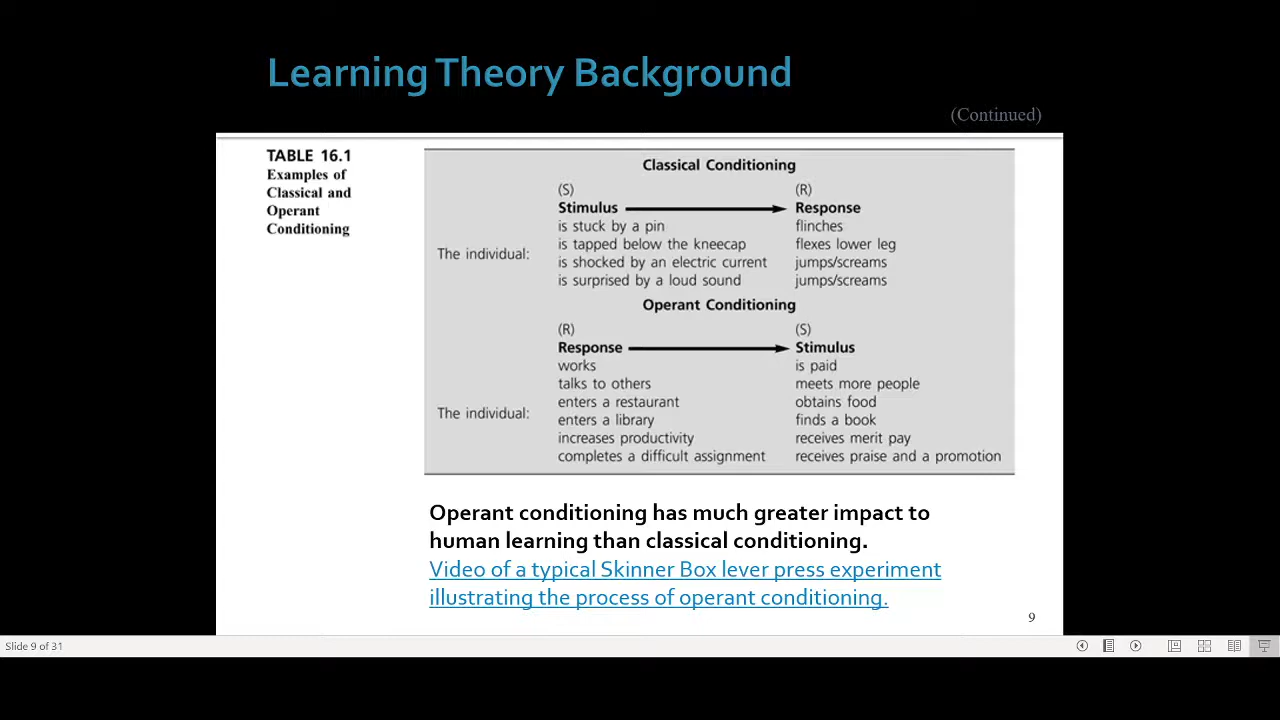 Learning Theory Background
(Continued)
TABLE 16.1
Examples of
Classical and
Operant
Conditioning
Classical Conditioning
(S) (R)
Stimulus Response
is stuck by a pin flinches
is tapped below the kneecap flexes lower leg
The individual:
is shocked by an electric current jumps/screams
is surprised by a loud sound jumps/screams
Operant Conditioning
(R) (S)
Response Stimulus
works is paid
talks to others meets more people
enters a restaurant obtains food
The individual:
enters a library finds a book
increases productivity receives merit pay
completes a difficult assignment receives praise and a promotion
Operant conditioning has much greater impact to
human learning than classical conditioning.
Video of a typical Skinner Box lever press experiment
illustrating the process of operant conditioning.
9
Slide 9 of 31